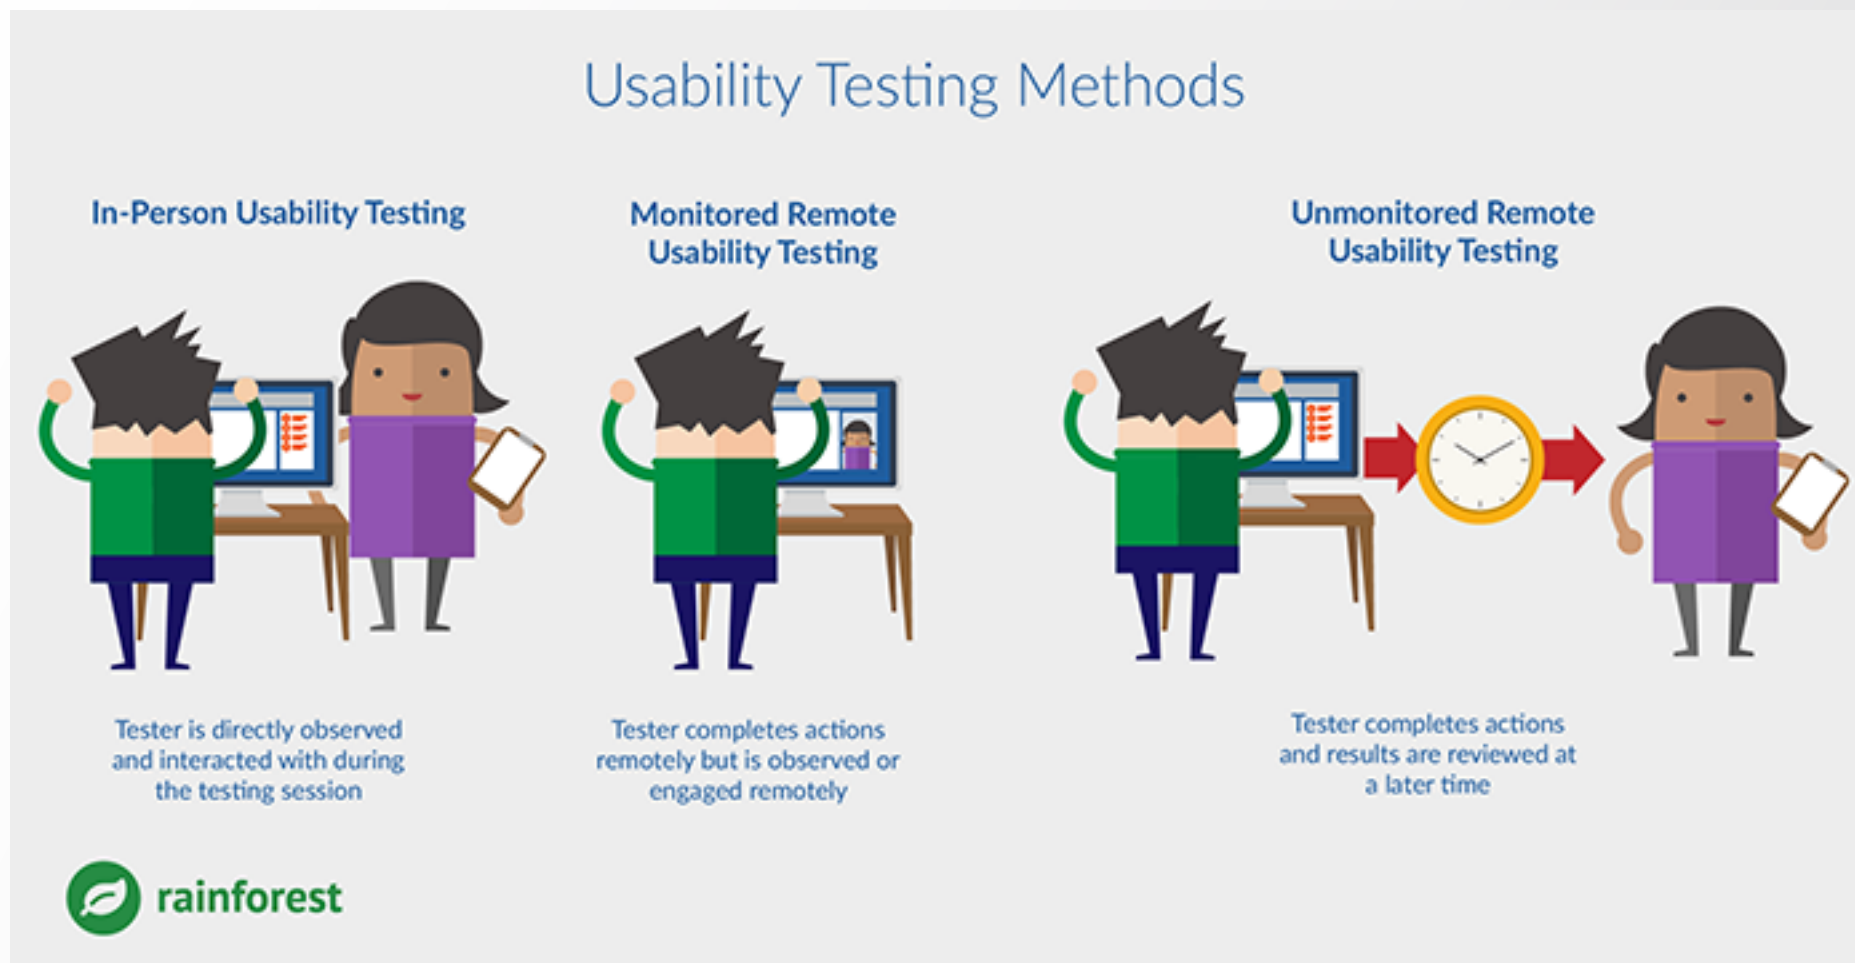 Usability Testing Methods
In-Person Usability Testing
Tester is directly observed
and interacted with during
the testing session
Monitored Remote
Usability Testing
Tester completes actions
remotely but is observed or
engaged remotely
Unmonitored Remote
Usability Testing
Tester completes actions
and results are reviewed at
a later time
rainforest